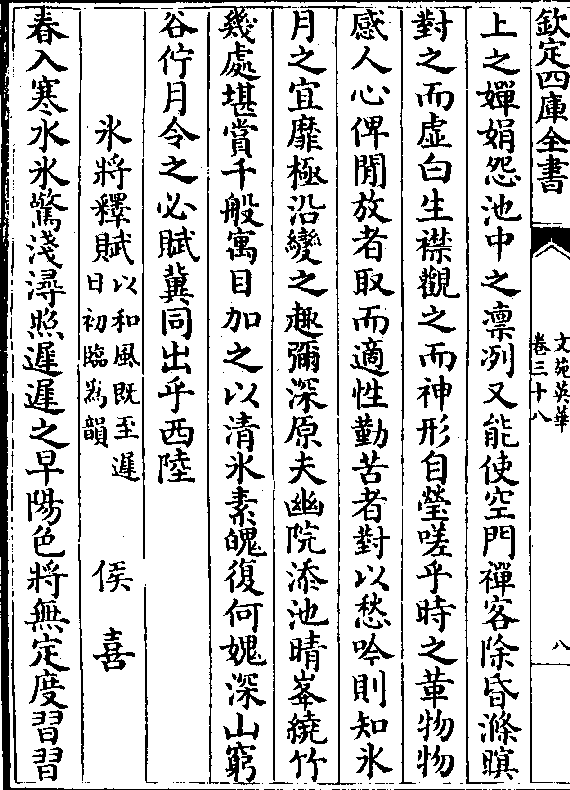 欽定四庫全書
文苑英華
卷三十八
八
上之嬋娟怨池中之凛冽又能使空門禪客除昏滌瞑
對之而虛白生襟觀之而神形自瑩嗟乎時之革物物
感人心俾閒放者取而適性勤苦者對以愁吟則知氷
月之宜靡極沿變之趣彌深原夫幽院添池晴峯繞竹
幾處堪賞千般寓目加之以清氷素魄復何媿深山窮
谷佇月令之必賦冀同出乎西陸
氷將釋賦以和風既至遲日初臨為韻 侯喜
春入寒水氷驚淺潯照遲遲之早陽色將無定度習習